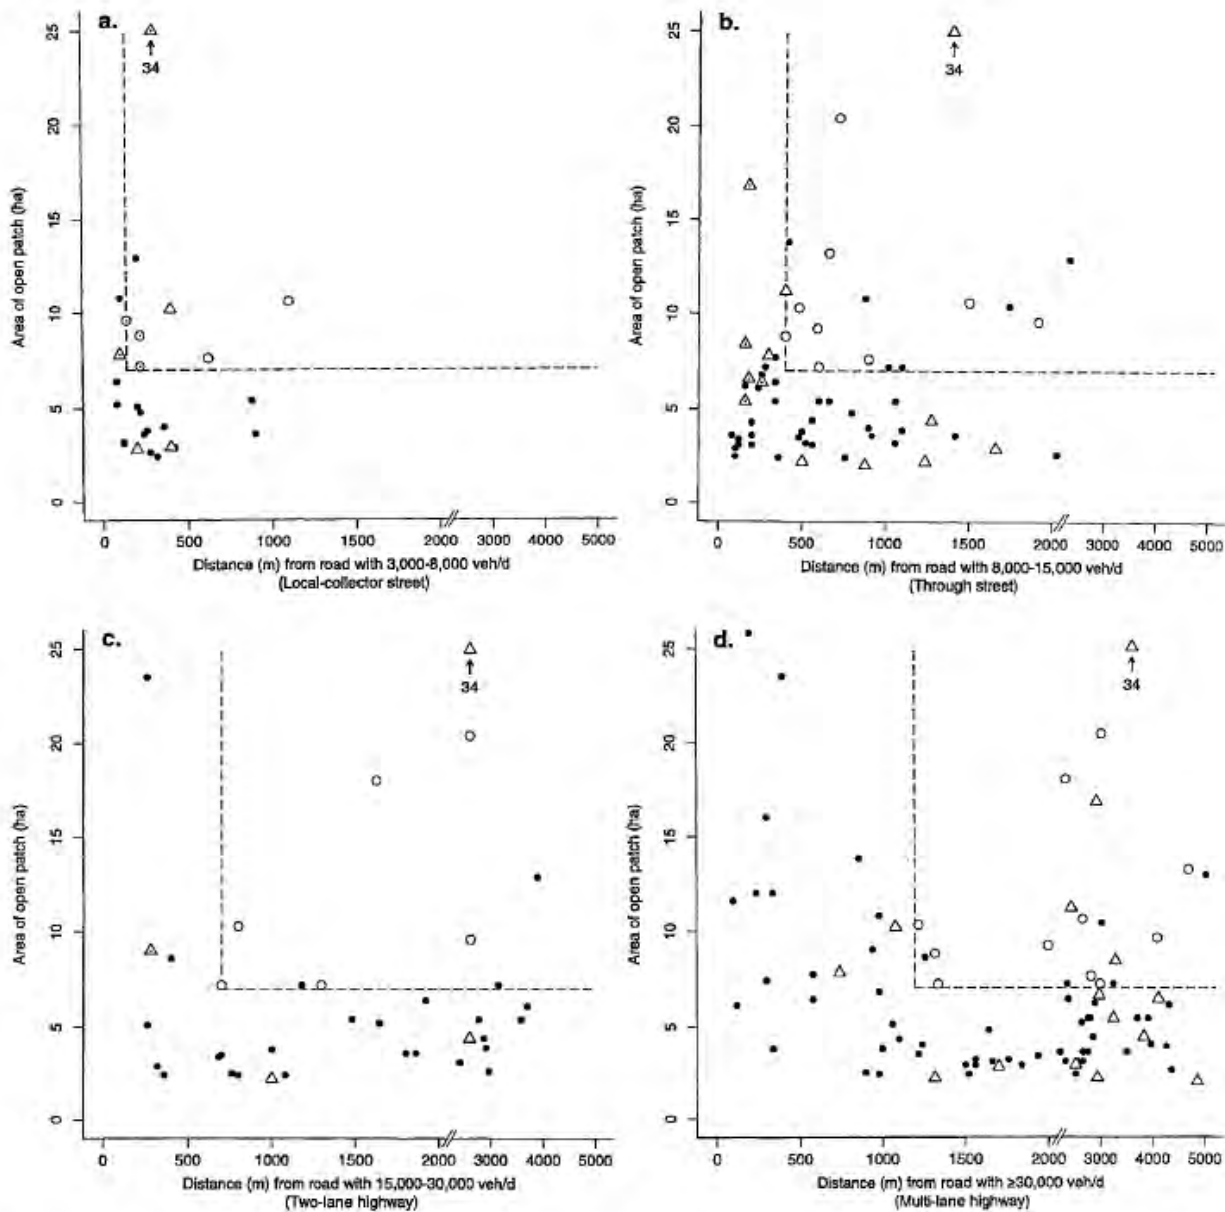 a.
34
Area of open patch (ha)
25
20
15
10
5
0
0 500 1000 1500 2000 3000 4000 5000
Distance (m) from road with 3,000-8,000 veh/d
(Local-collector street)
b.
34
Area of open patch (ha)
25
20
15
10
5
0
0 500 1000 1500 2000 3000 4000 5000
Distance (m) from road with 8,000-15,000 veh/d
(Through street)
c.
34
Area of open patch (ha)
25
20
15
10
5
0
0 500 1000 1500 2000 3000 4000 5000
Distance (m) from road with 15,000-30,000 veh/d
(Two-lane highway)
d.
34
Area of open patch (ha)
25
20
15
10
5
0
0 500 1000 1500 2000 3000 4000 5000
Distance (m) from road with ≥30,000 veh/d
(Multi-lane highway)